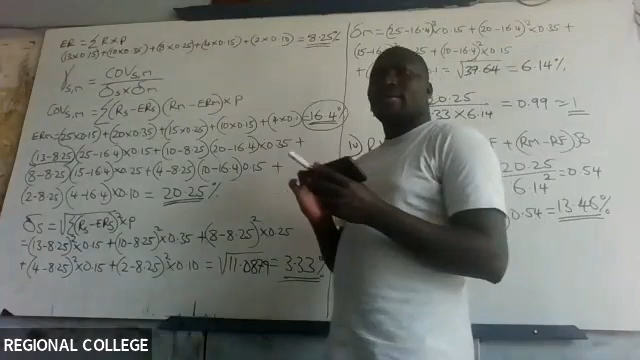 ER = ∑ R×P
(13×0.15)+(10×0.35)+(8×0.25)+(4×0.15)+(2×0.10) = 8.25%
γs,m = COVs,m / σs×σm
COVs,m = ∑(Rs-ERs)(Rm-ERm)×P
ERm=(25×0.15)+(20×0.35)+(15×0.25)+(10×0.15)+(4×0.1)=16.4%
(13-8.25)(25-16.4)×0.15+(10-8.25)(20-16.4)×0.35+
(8-8.25)(15-16.4)×0.25+(4-8.25)(10-16.4)0.15+
(2-8.25)(4-16.4)×0.10 = 20.25%
σs = √∑(Rs-ERs)²×P
=(13-8.25)²×0.15+(10-8.25)²×0.35+(8-8.25)²×0.25
+(4-8.25)²×0.15+(2-8.25)²×0.10 = √11.0879 = 3.33%
σm = (25-16.4)²×0.15+(20-16.4)²×0.35+
(15-16.4)² .25+(10-16.4)²×0.15
= √37.64 = 6.14%
20.25 / .33×6.14 = 0.99 = 1
iv) F+(Rm-RF)β
20.25 / 6.14² = 0.54
0.54 = 13.46%
REGIONAL COLLEGE